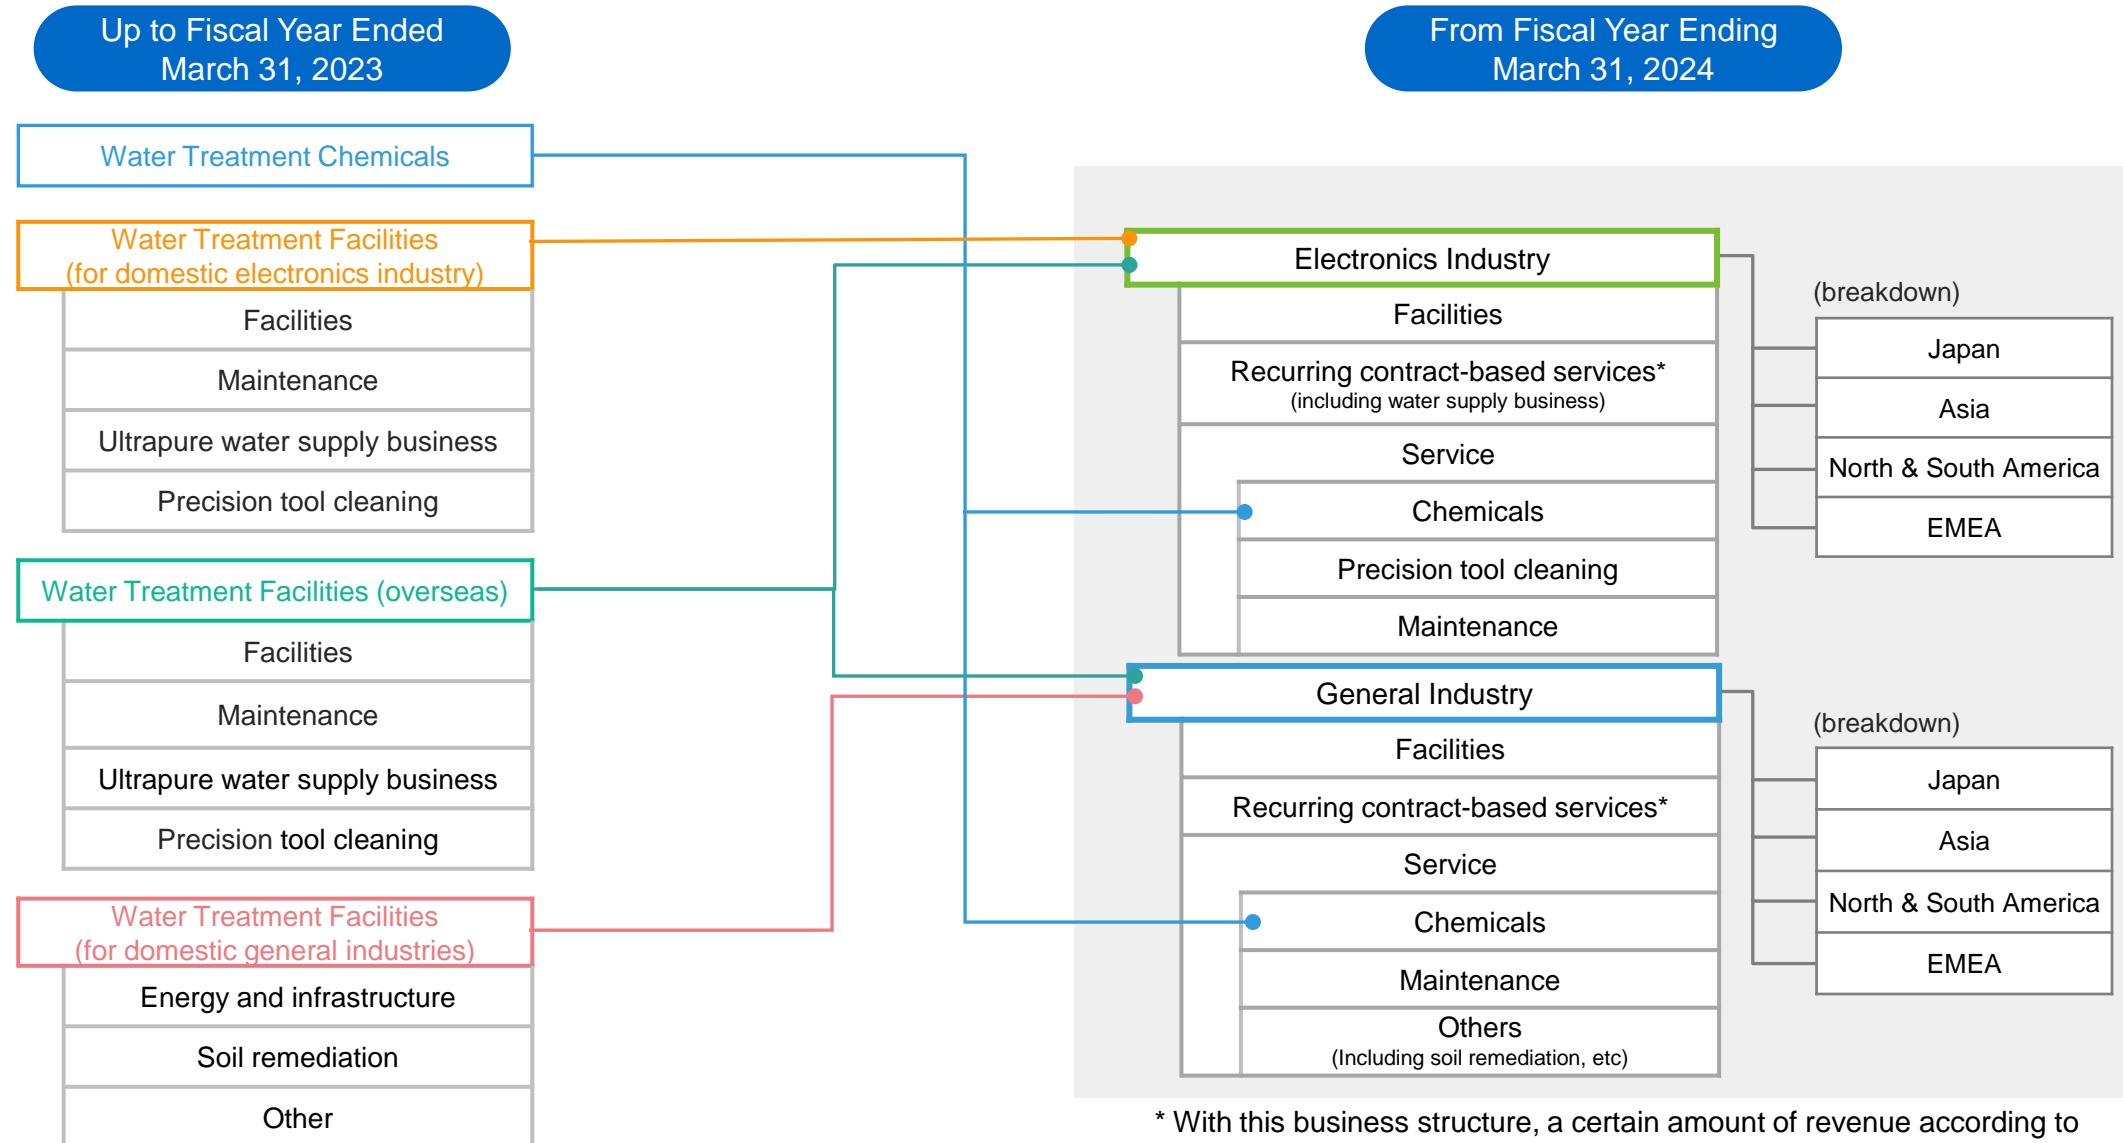 Up to Fiscal Year Ended
March 31, 2023
From Fiscal Year Ending
March 31, 2024
Water Treatment Chemicals
Water Treatment Facilities
(for domestic electronics industry)
Facilities
Maintenance
Ultrapure water supply business
Precision tool cleaning
Water Treatment Facilities (overseas)
Facilities
Maintenance
Ultrapure water supply business
Precision tool cleaning
Water Treatment Facilities
(for domestic general industries)
Energy and infrastructure
Soil remediation
Other
Electronics Industry
Facilities
Recurring contract-based services*
(including water supply business)
Service
Chemicals
Precision tool cleaning
Maintenance
(breakdown)
Japan
Asia
North & South America
EMEA
General Industry
Facilities
Recurring contract-based services*
Service
Chemicals
Maintenance
Others
(Including soil remediation, etc)
(breakdown)
Japan
Asia
North & South America
EMEA
* With this business structure, a certain amount of revenue according to